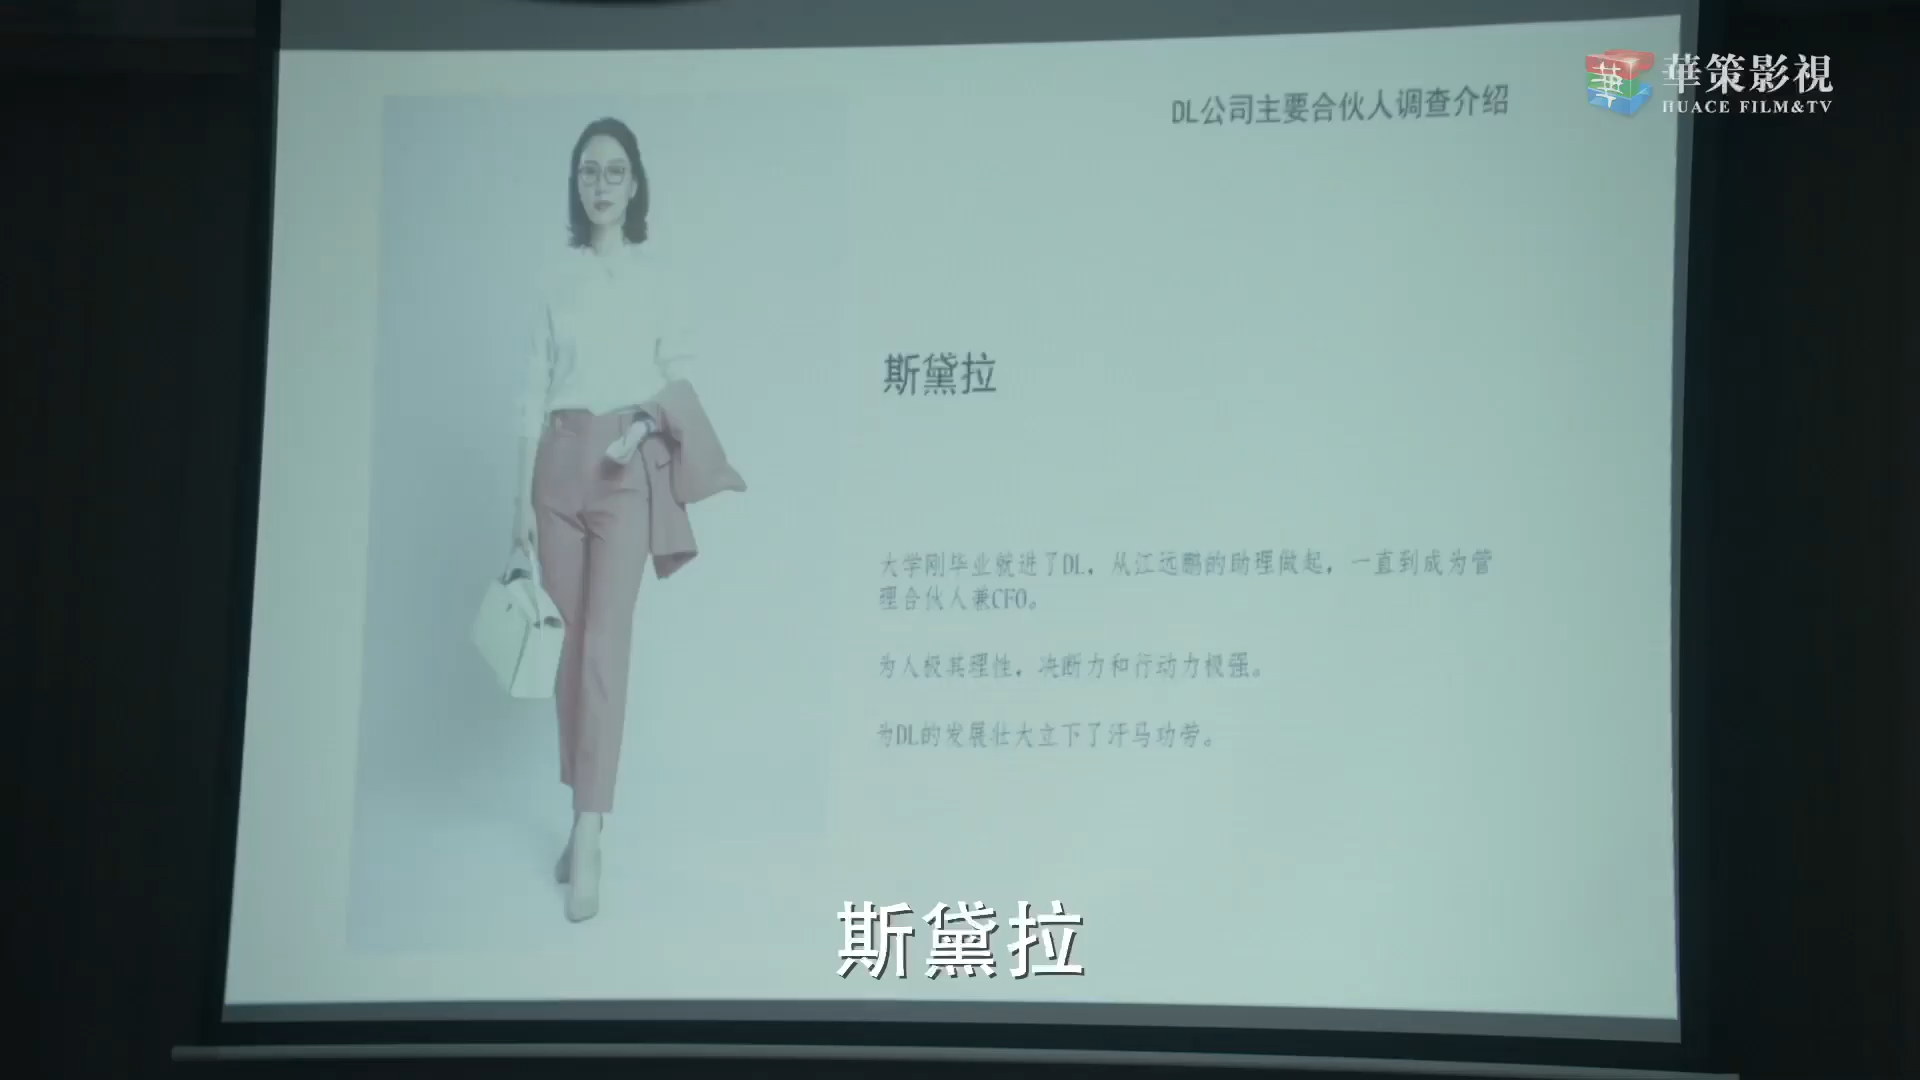 華策影視
HUACE FILM&TV
DL公司主要合伙人调查介绍
斯黛拉
大学刚毕业就进了DL，从江远鹏的助理做起，一直到成为管
理合伙人兼CFO。
为人极其理性，决断力和行动力极强。
为DL的发展壮大立下了汗马功劳。
斯黛拉